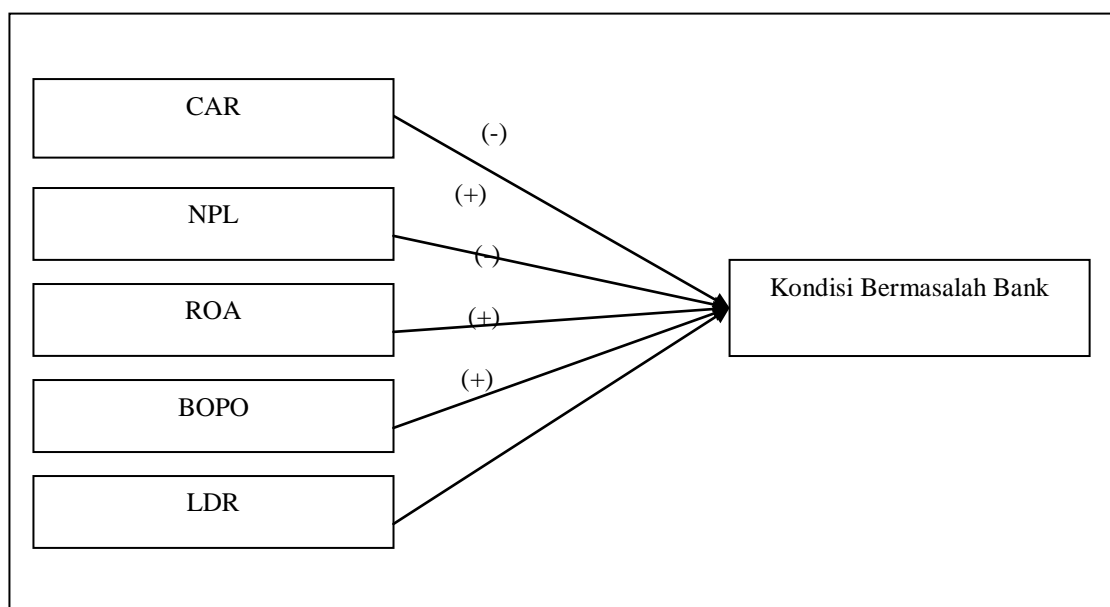 CAR
(-)
(+)
NPL
(-)
Kondisi Bermasalah Bank
ROA
(+)
(+)
BOPO
LDR